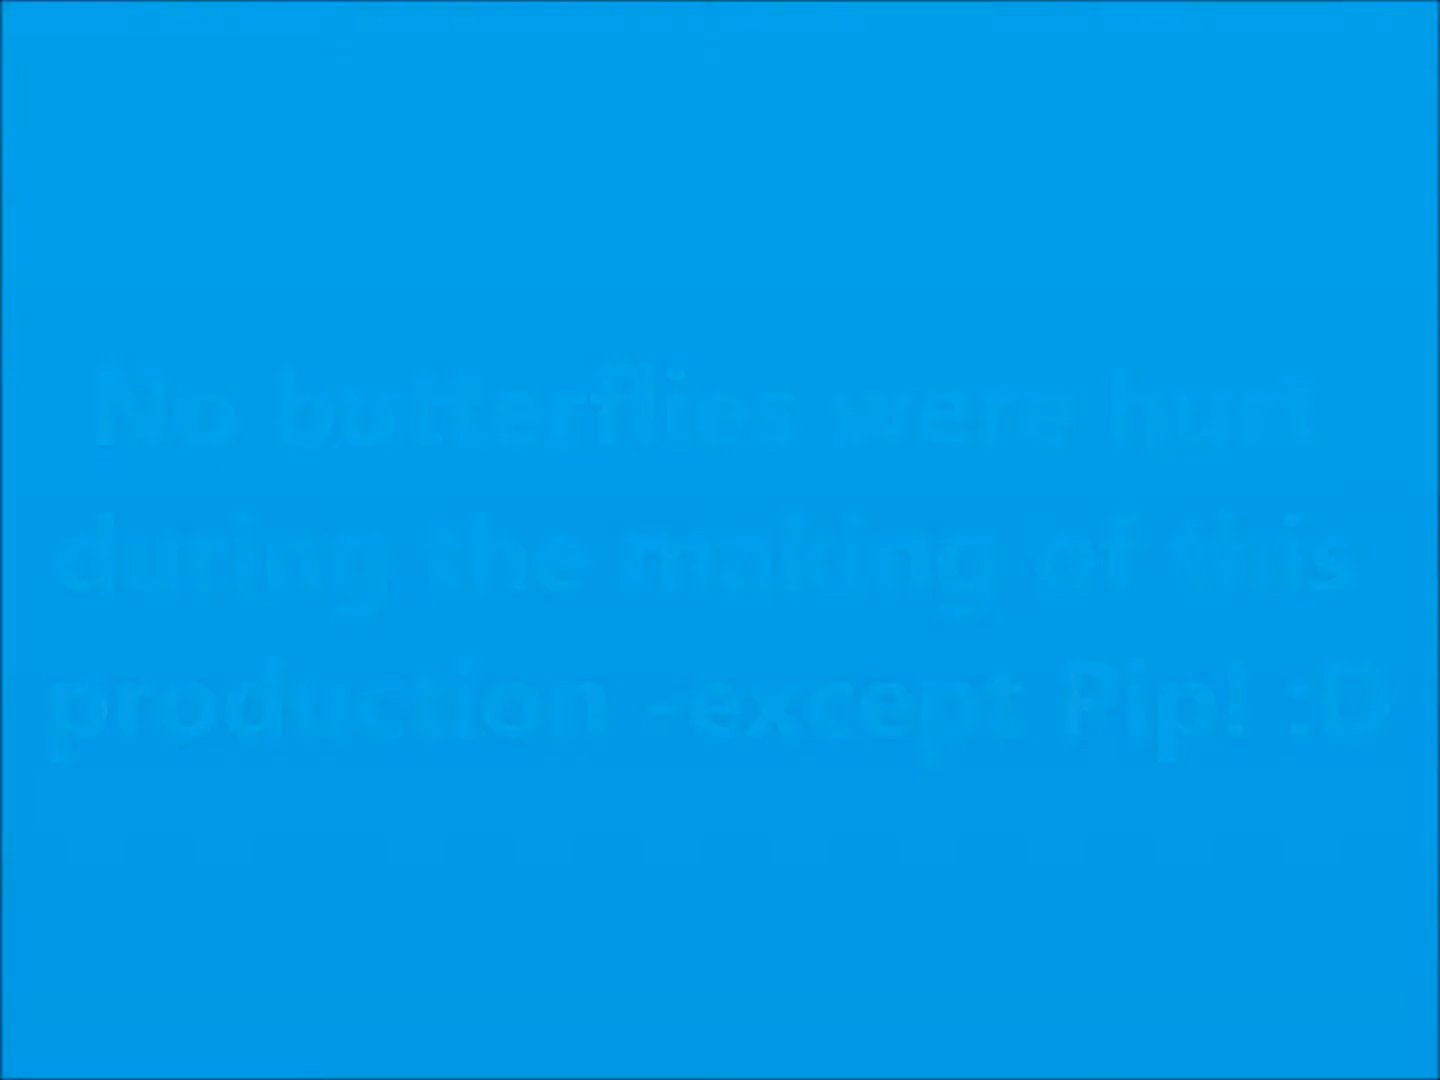 No butterflies were hurt
during the making of this
production -except Pip! :D